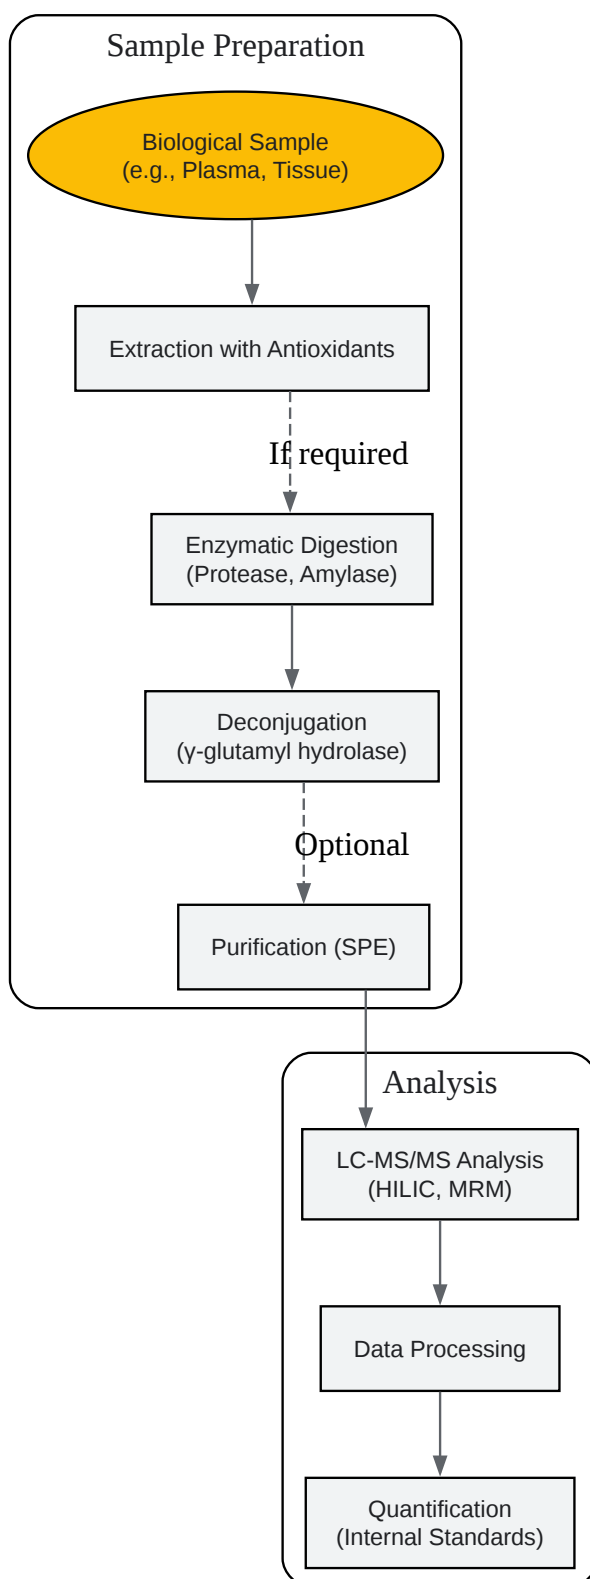 Sample Preparation
Biological Sample
(e.g., Plasma, Tissue)
Extraction with Antioxidants
If required
Enzymatic Digestion
(Protease, Amylase)
Deconjugation
(γ-glutamyl hydrolase)
Optional
Purification (SPE)
Analysis
LC-MS/MS Analysis
(HILIC, MRM)
Data Processing
Quantification
(Internal Standards)